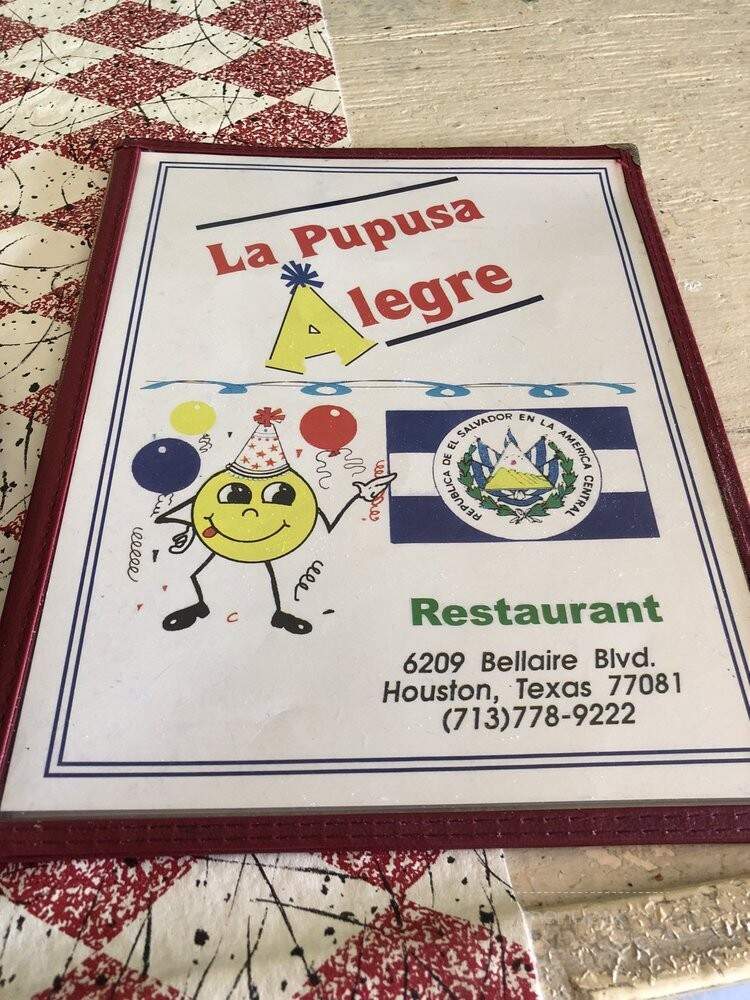 La Pupusa
Alegre
REPUBLICA DE EL SALVADOR EN LA AMERICA CENTRAL
Restaurant
6209 Bellaire Blvd.
Houston, Texas 77081
(713)778-9222